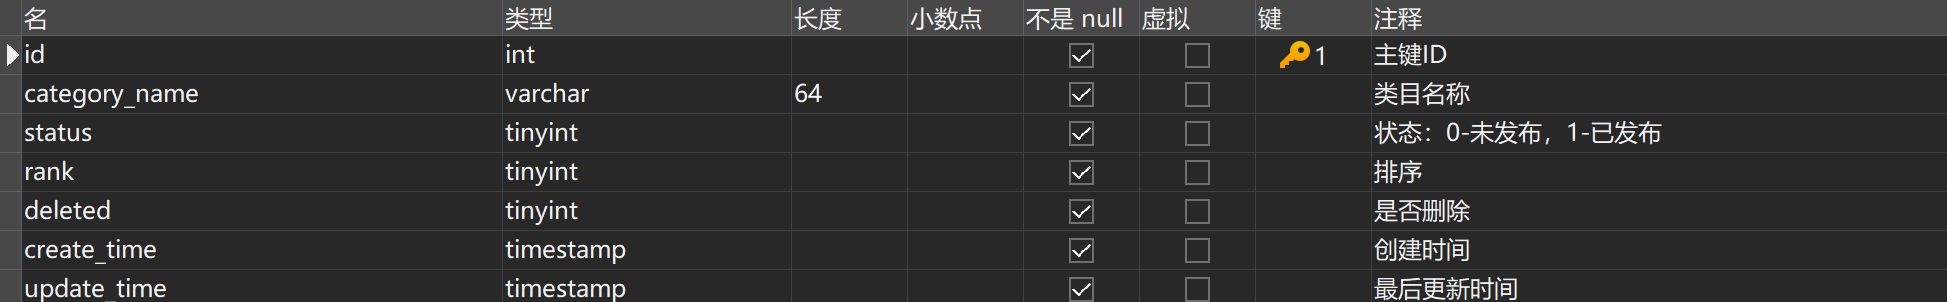 名 类型 长度 小数点 不是 null 虚拟 键 注释
id int 1 主键ID
category_name varchar 64 类目名称
status tinyint 状态：0-未发布，1-已发布
rank tinyint 排序
deleted tinyint 是否删除
create_time timestamp 创建时间
update_time timestamp 最后更新时间